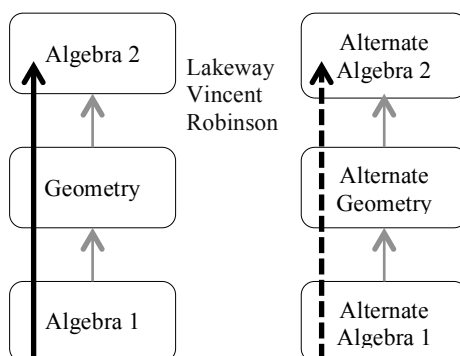 Algebra 2
Lakeway
Vincent
Robinson
Alternate
Algebra 2
Geometry
Alternate
Geometry
Algebra 1
Alternate
Algebra 1